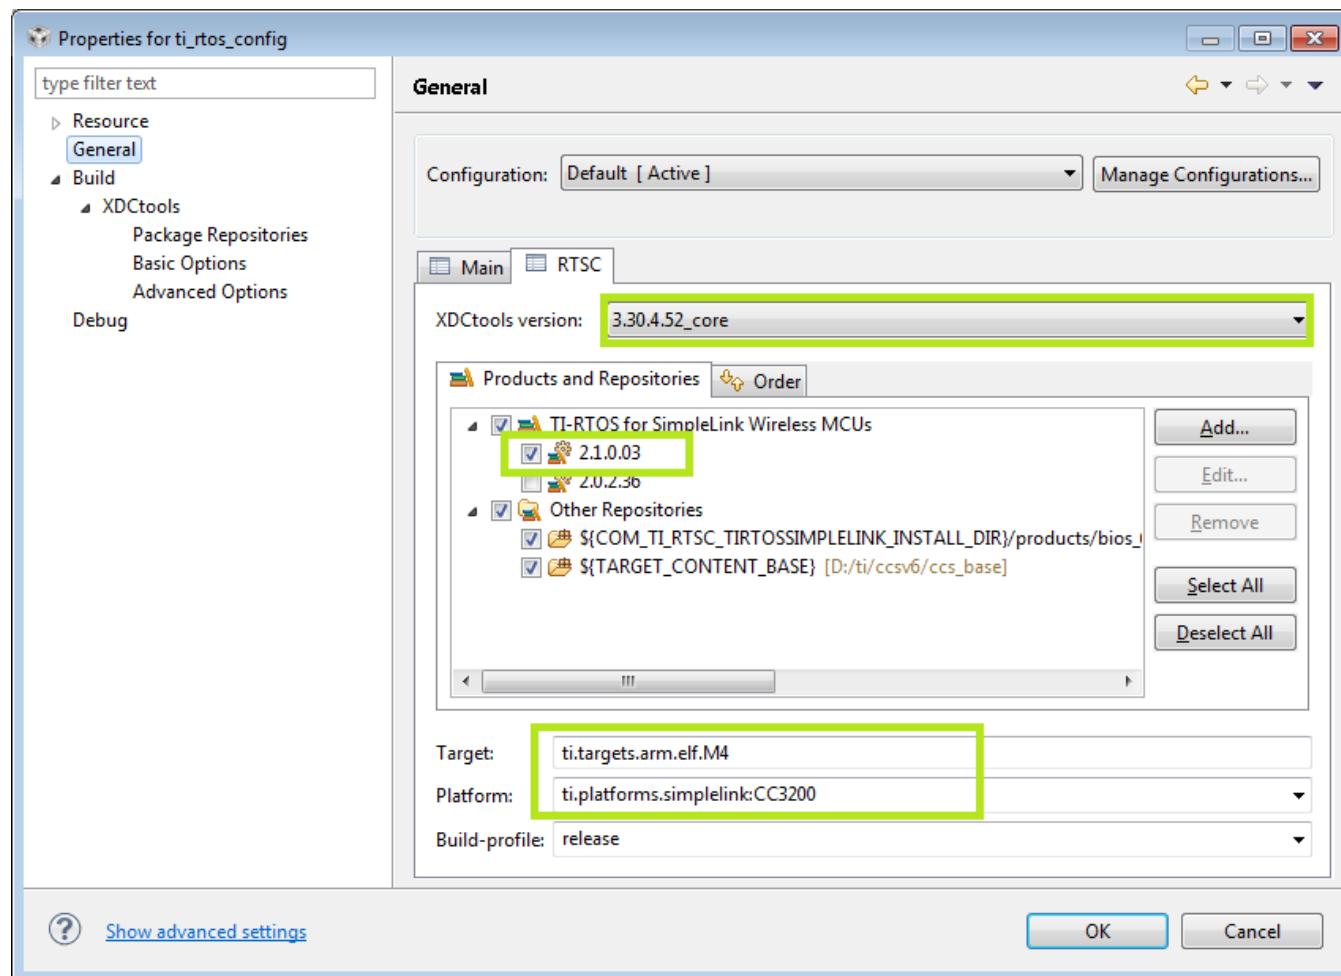 Properties for ti_rtos_config
type filter text
Resource
General
Build
XDCtools
Package Repositories
Basic Options
Advanced Options
Debug
General
Configuration:
Default [ Active ]
Manage Configurations...
Main
RTSC
XDCtools version:
3.30.4.52_core
Products and Repositories
Order
TI-RTOS for SimpleLink Wireless MCUs
2.1.0.03
2.0.2.36
Other Repositories
${COM_TI_RTSC_TIRTOSSIMPLELINK_INSTALL_DIR}/products/bios_
${TARGET_CONTENT_BASE} [D:/ti/ccsv6/ccs_base]
Add...
Edit...
Remove
Select All
Deselect All
Target:
ti.targets.arm.elf.M4
Platform:
ti.platforms.simplelink:CC3200
Build-profile:
release
Show advanced settings
OK
Cancel